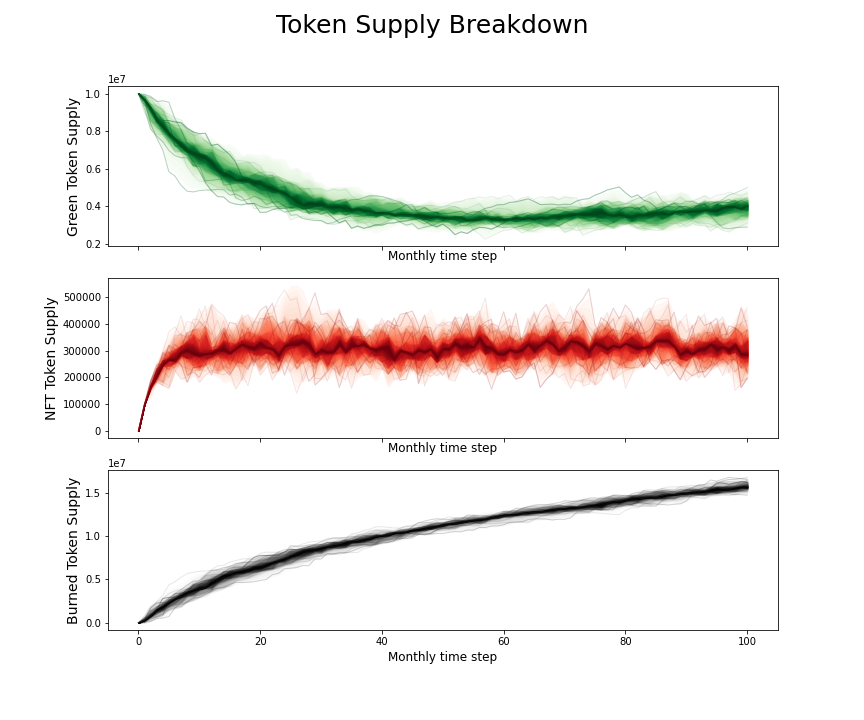 Token Supply Breakdown
1e7
Green Token Supply
1.0
0.8
0.6
0.4
0.2
Monthly time step
NFT Token Supply
500000
400000
300000
200000
100000
0
Monthly time step
1e7
Burned Token Supply
1.5
1.0
0.5
0.0
0 20 40 60 80 100
Monthly time step